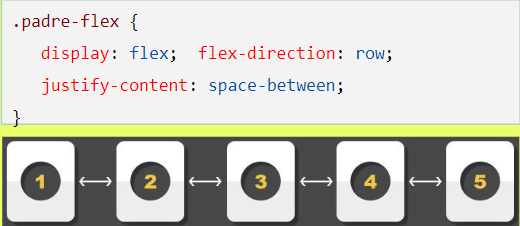 .padre-flex {
display: flex;  flex-direction: row;
justify-content: space-between;
}
1 2 3 4 5